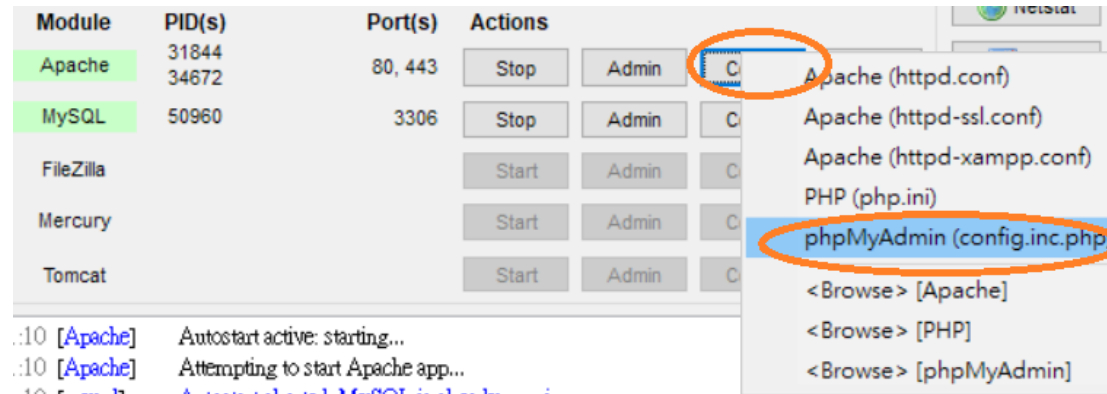 Module PID(s) Port(s) Actions
Netstat
Apache 31844 34672 80, 443 Stop Admin
MySQL 50960 3306 Stop Admin
FileZilla Start Admin
Mercury Start Admin
Tomcat Start Admin
Apache (httpd.conf)
Apache (httpd-ssl.conf)
Apache (httpd-xampp.conf)
PHP (php.ini)
phpMyAdmin (config.inc.php
<Browse> [Apache]
<Browse> [PHP]
<Browse> [phpMyAdmin]
:10 [Apache] Autostart active: starting...
:10 [Apache] Attempting to start Apache app...